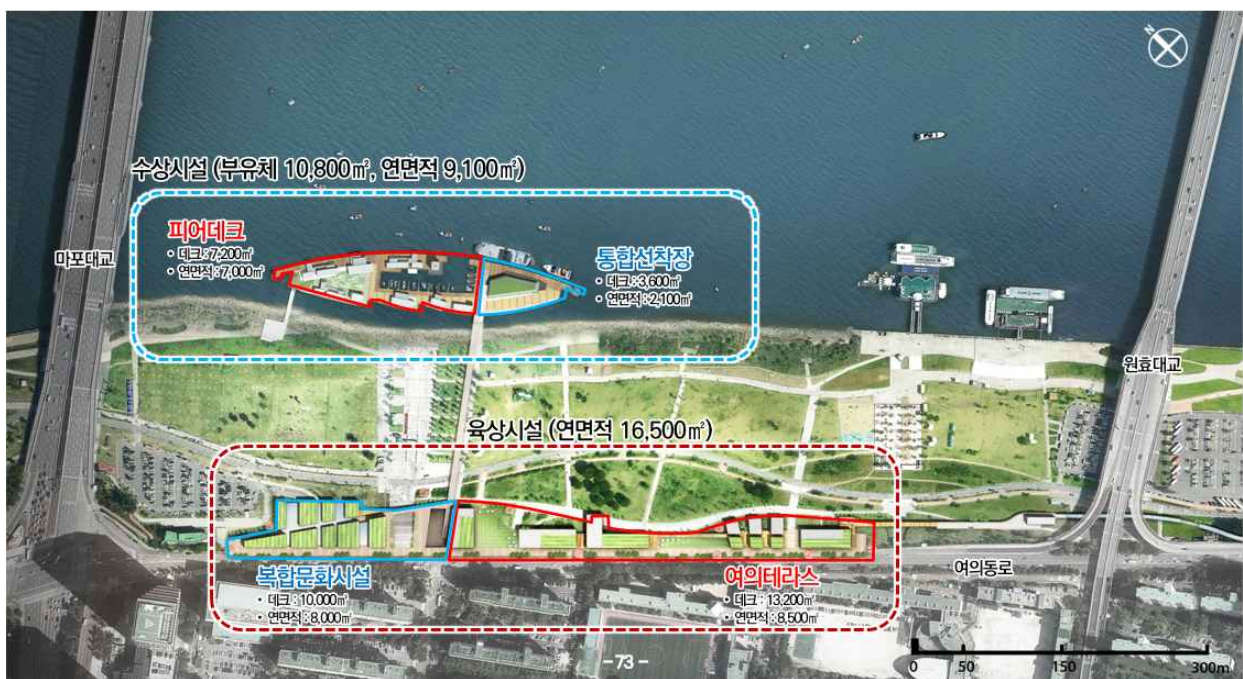 N
수상시설 (부유체 10,800㎡, 연면적 9,100㎡)
피어데크
• 데크 : 7,200㎡
• 연면적 : 7,000㎡
마포대교
통합선착장
• 데크 : 3,600㎡
• 연면적 : 2,100㎡
원효대교
육상시설 (연면적 16,500㎡)
복합문화시설
• 데크 : 10,000㎡
• 연면적 : 8,000㎡
여의테라스
• 데크 : 13,200㎡
• 연면적 : 8,500㎡
여의동로
- 73 -
0 50 150 300m